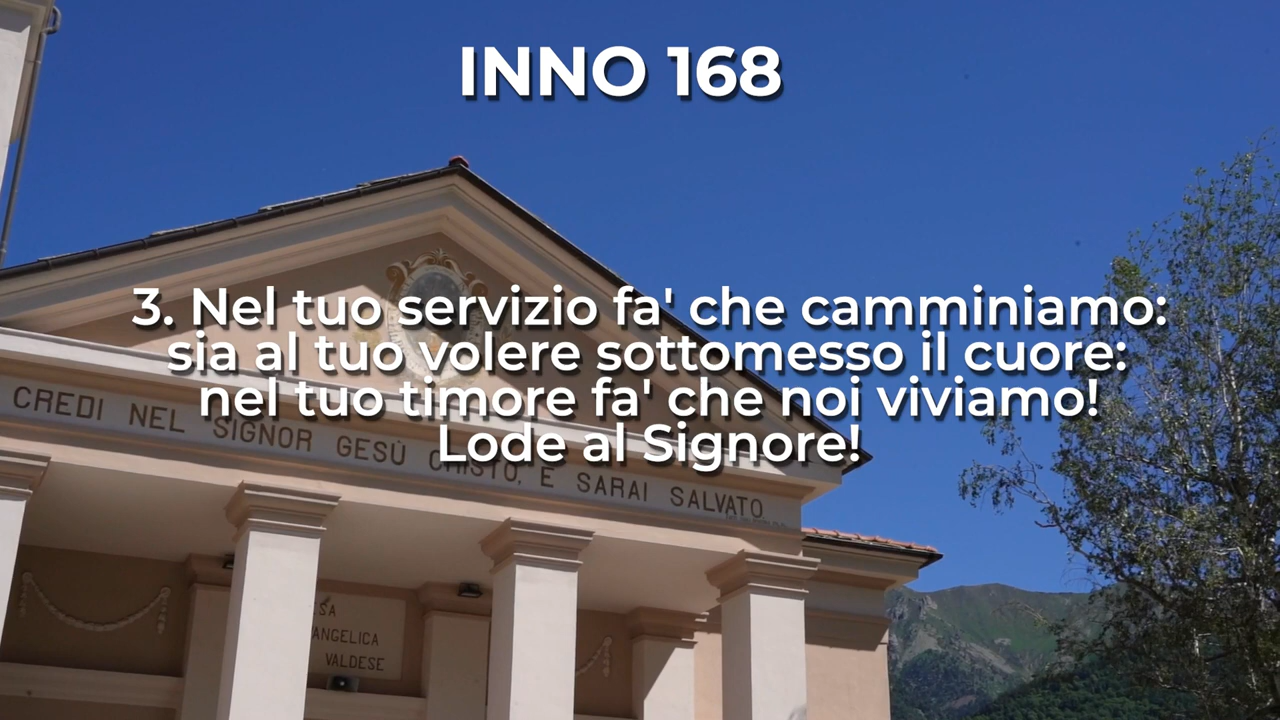 INNO 168
3. Nel tuo servizio fa' che camminiamo:
sia al tuo volere sottomesso il cuore:
nel tuo timore fa' che noi viviamo!
Lode al Signore!
CREDI NEL SIGNOR GESÙ CRISTO, E SARAI SALVATO
SA
ANGELICA
VALDESE